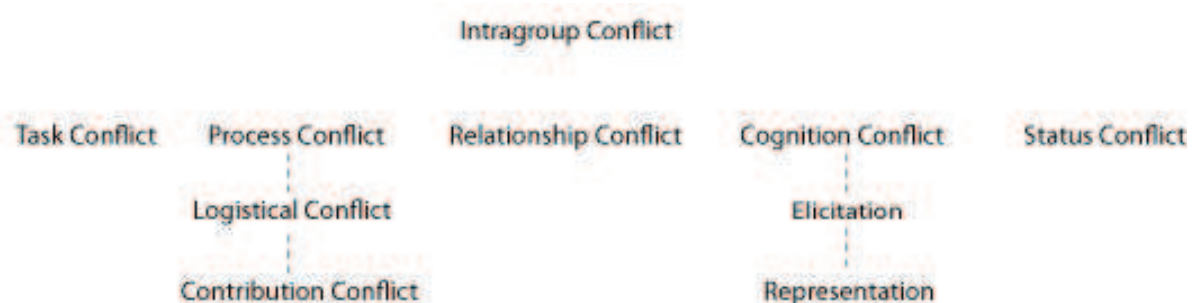 Intragroup Conflict
Task Conflict Process Conflict Relationship Conflict Cognition Conflict Status Conflict
Logistical Conflict Elicitation
Contribution Conflict Representation